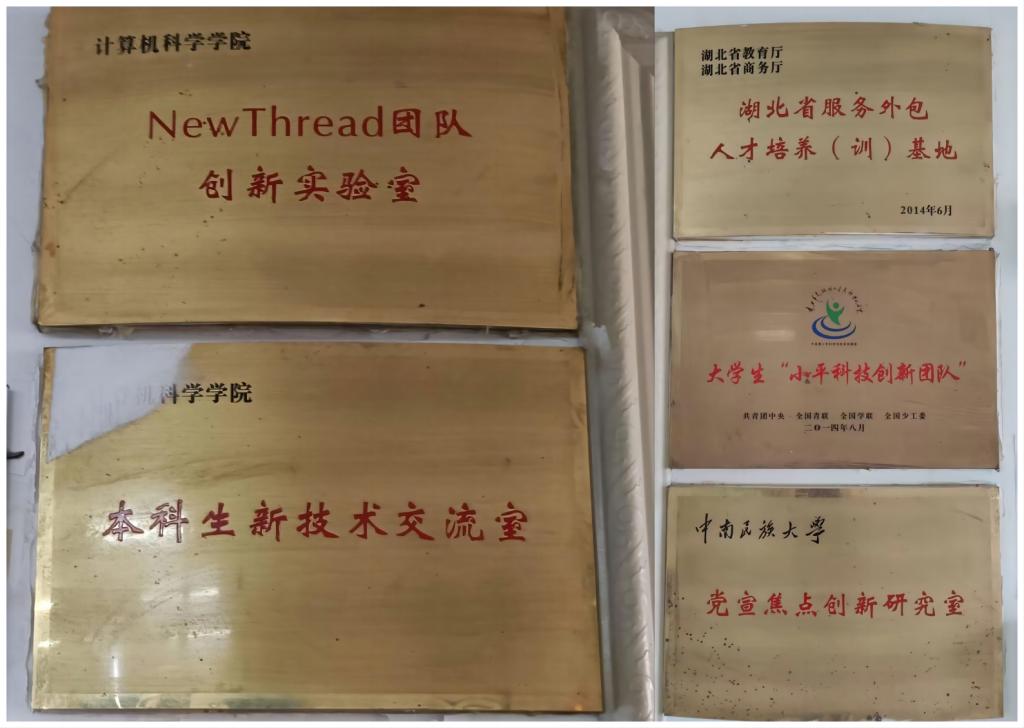 计算机科学学院
NewThread团队
创新实验室
计算机科学学院
本科生新技术交流室
湖北省教育厅
湖北省商务厅
湖北省服务外包
人才培养（训）基地
2014年6月
大学生“小平科技创新团队”
共青团中央 全国青联 全国学联 全国少工委
二〇一四年八月
中南民族大学
党宣焦点创新研究室